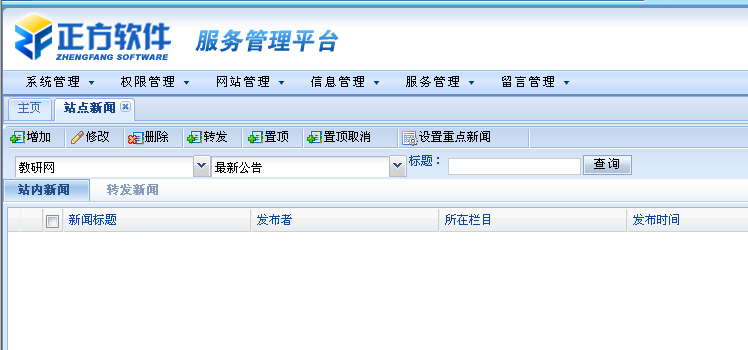 正方软件 服务管理平台
ZHENGFANG SOFTWARE
系统管理 权限管理 网站管理 信息管理 服务管理 留言管理
主页 站点新闻
增加 修改 删除 转发 置顶 置顶取消 设置重点新闻
教研网 最新公告 标题： 查询
站内新闻 转发新闻
新闻标题 发布者 所在栏目 发布时间